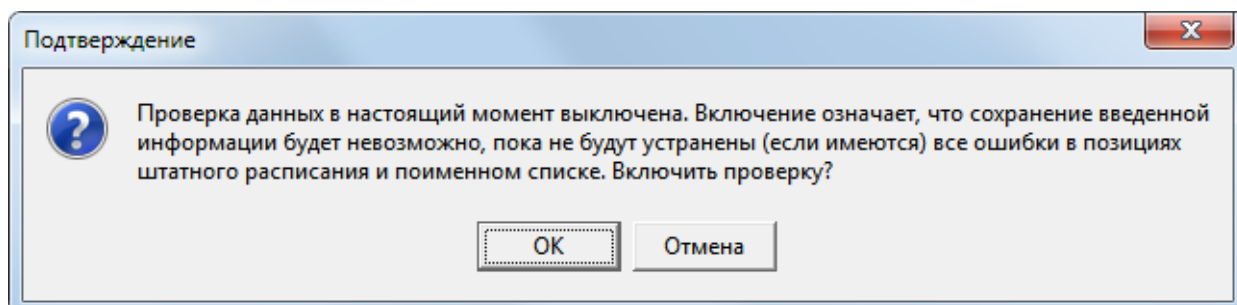 Подтверждение
Проверка данных в настоящий момент выключена. Включение означает, что сохранение введенной
информации будет невозможно, пока не будут устранены (если имеются) все ошибки в позициях
штатного расписания и поименном списке. Включить проверку?
ОК
Отмена